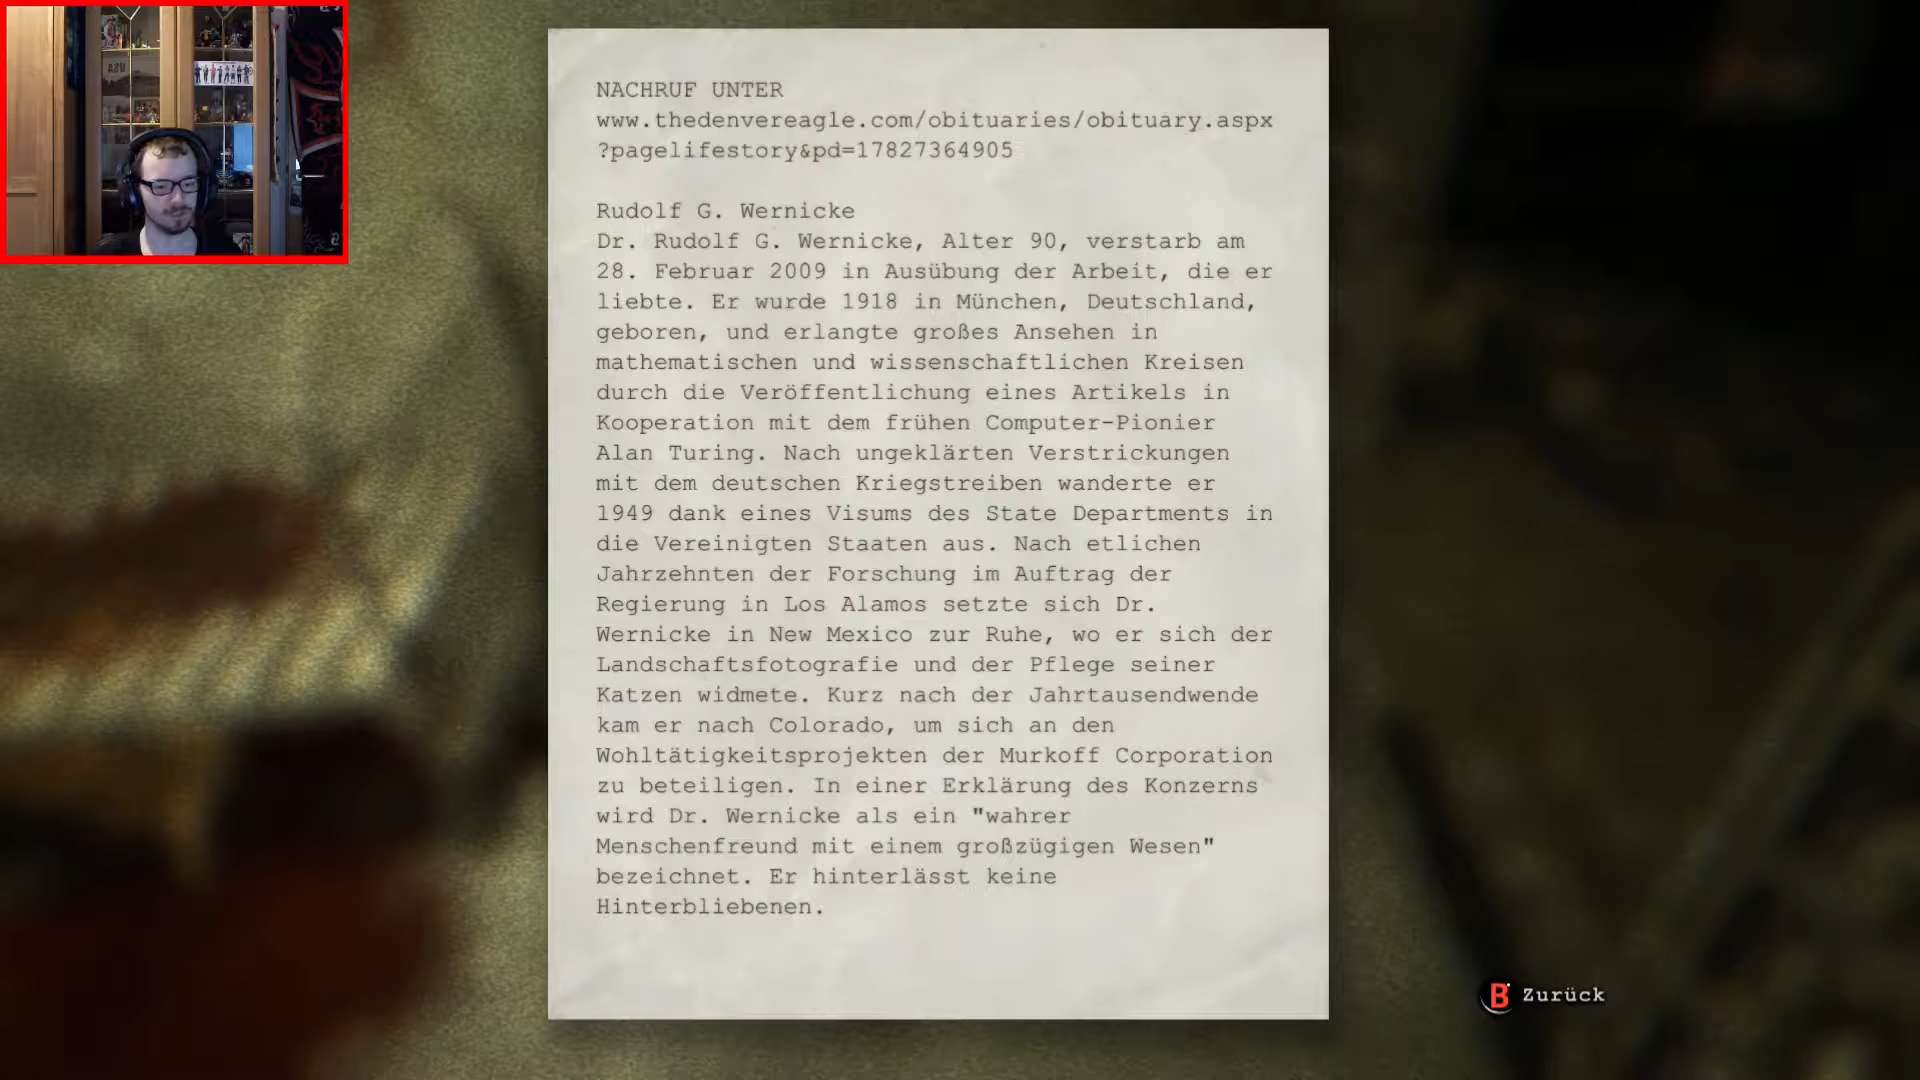 NACHRUF UNTER
www.thedenvereagle.com/obituaries/obituary.aspx
?pagelifestory&pd=17827364905
Rudolf G. Wernicke
Dr. Rudolf G. Wernicke, Alter 90, verstarb am
28. Februar 2009 in Ausübung der Arbeit, die er
liebte. Er wurde 1918 in München, Deutschland,
geboren, und erlangte großes Ansehen in
mathematischen und wissenschaftlichen Kreisen
durch die Veröffentlichung eines Artikels in
Kooperation mit dem frühen Computer-Pionier
Alan Turing. Nach ungeklärten Verstrickungen
mit dem deutschen Kriegstreiben wanderte er
1949 dank eines Visums des State Departments in
die Vereinigten Staaten aus. Nach etlichen
Jahrzehnten der Forschung im Auftrag der
Regierung in Los Alamos setzte sich Dr.
Wernicke in New Mexico zur Ruhe, wo er sich der
Landschaftsfotografie und der Pflege seiner
Katzen widmete. Kurz nach der Jahrtausendwende
kam er nach Colorado, um sich an den
Wohltätigkeitsprojekten der Murkoff Corporation
zu beteiligen. In einer Erklärung des Konzerns
wird Dr. Wernicke als ein "wahrer
Menschenfreund mit einem großzügigen Wesen"
bezeichnet. Er hinterlässt keine
Hinterbliebenen.
B Zurück